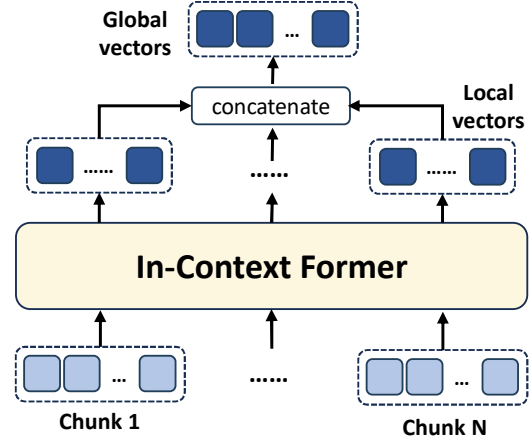 Global
vectors
...
concatenate
Local
vectors
......
......
......
In-Context Former
...
......
...
Chunk 1
Chunk N